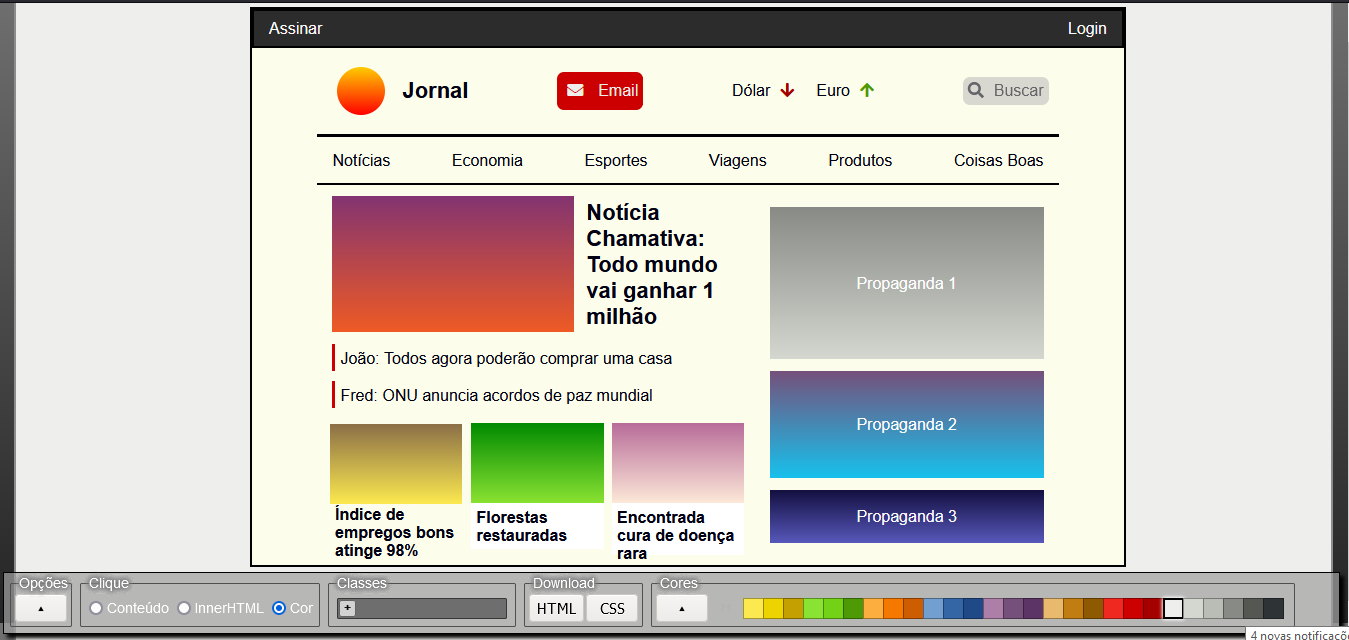 Assinar
Login
Jornal
Email
Dólar
Euro
Buscar
Notícias
Economia
Esportes
Viagens
Produtos
Coisas Boas
Notícia
Chamativa:
Todo mundo
vai ganhar 1
milhão
João: Todos agora poderão comprar uma casa
Fred: ONU anuncia acordos de paz mundial
Índice de
empregos bons
atinge 98%
Florestas
restauradas
Encontrada
cura de doença
rara
Propaganda 1
Propaganda 2
Propaganda 3
Opções
Clique
Conteúdo
InnerHTML
Cor
Classes
+
Download
HTML
CSS
Cores
4 novas notificaçõ